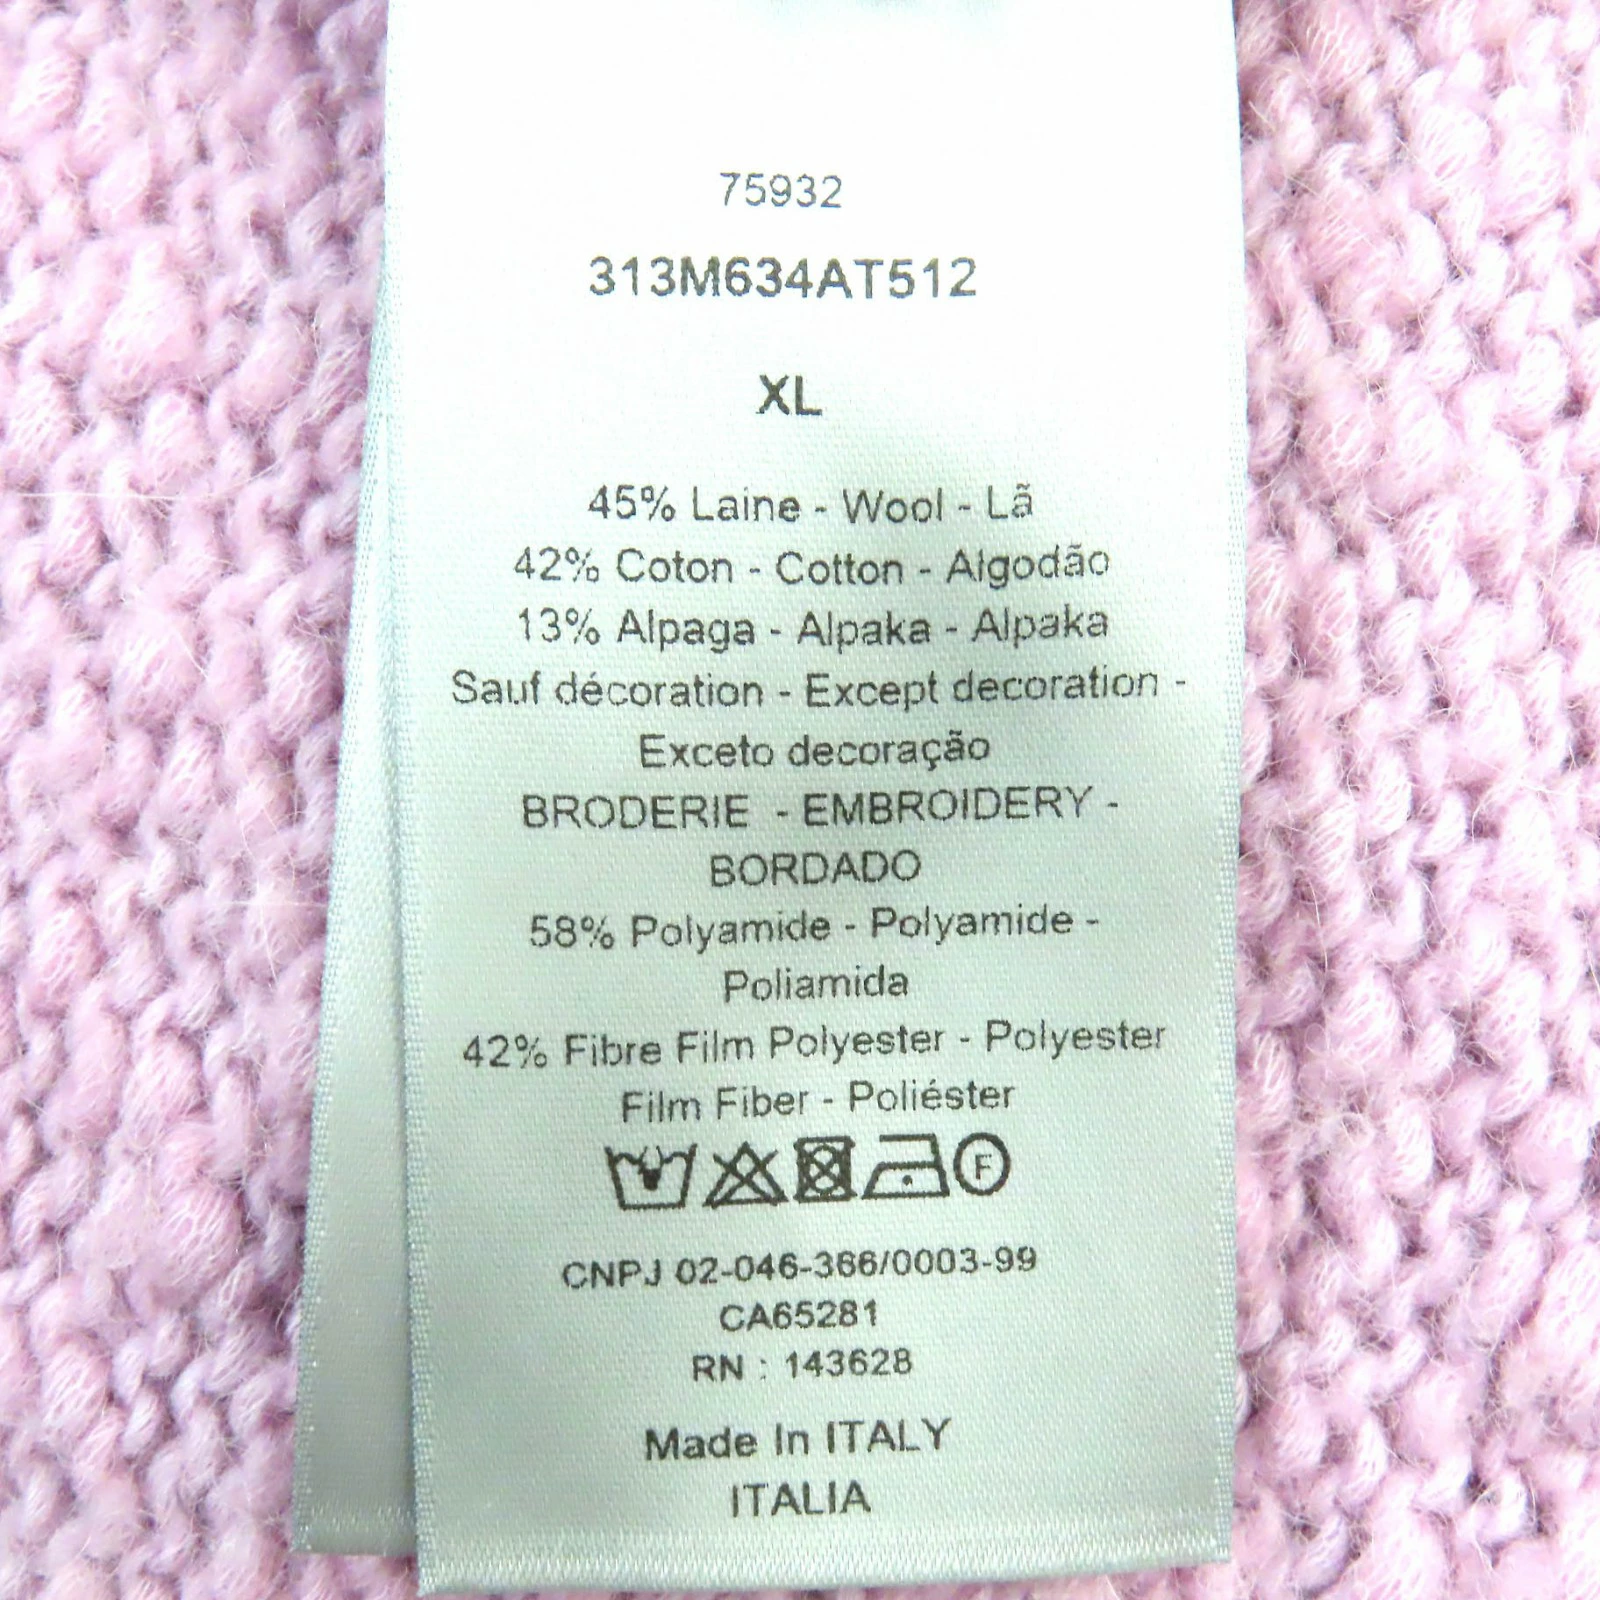 75932
313M634AT512
XL
45% Laine - Wool - Lã
42% Coton - Cotton - Algodão
13% Alpaga - Alpaka - Alpaka
Sauf décoration - Except decoration -
Exceto decoração
BRODERIE - EMBROIDERY -
BORDADO
58% Polyamide - Polyamide -
Poliamida
42% Fibre Film Polyester - Polyester
Film Fiber - Poliéster
F
CNPJ 02-046-366/0003-99
CA65281
RN : 143628
Made In ITALY
ITALIA